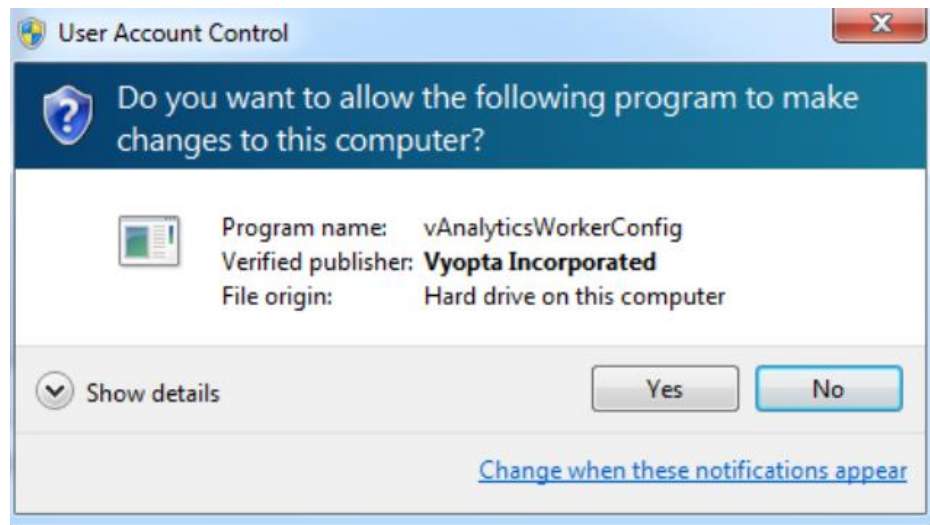 User Account Control
Do you want to allow the following program to make
changes to this computer?
Program name: vAnalyticsWorkerConfig
Verified publisher: Vyopta Incorporated
File origin: Hard drive on this computer
Show details
Yes
No
Change when these notifications appear